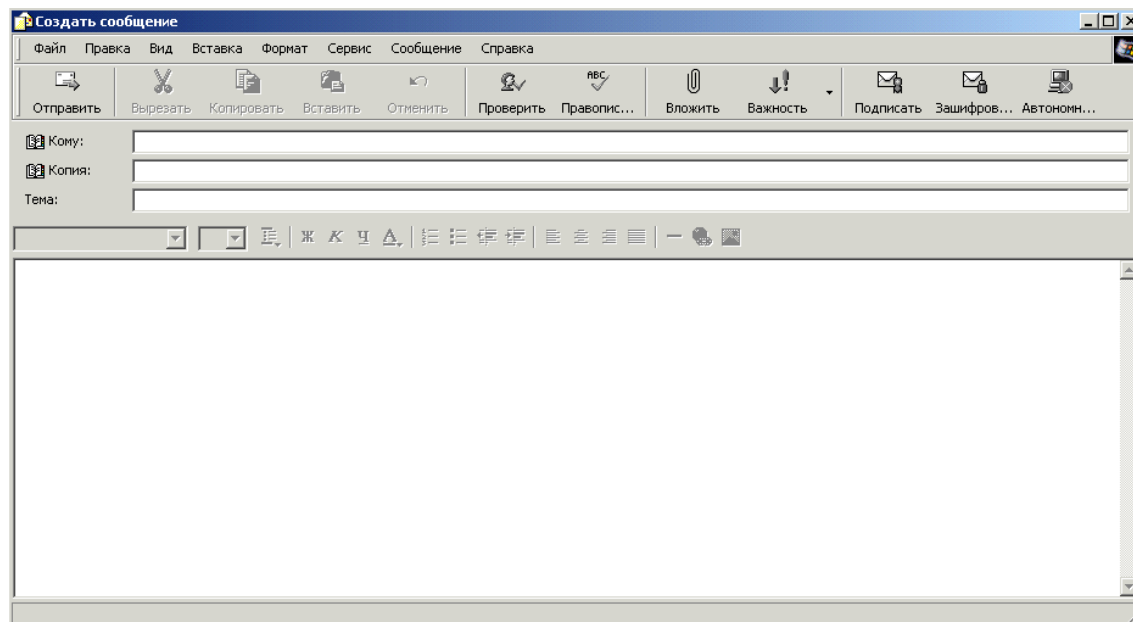 Создать сообщение
Файл Правка Вид Вставка Формат Сервис Сообщение Справка
ABC
Отправить Вырезать Копировать Вставить Отменить Проверить Правопис... Вложить Важность Подписать Зашифров... Автономн...
Кому:
Копия:
Тема:
Ж К Ч А